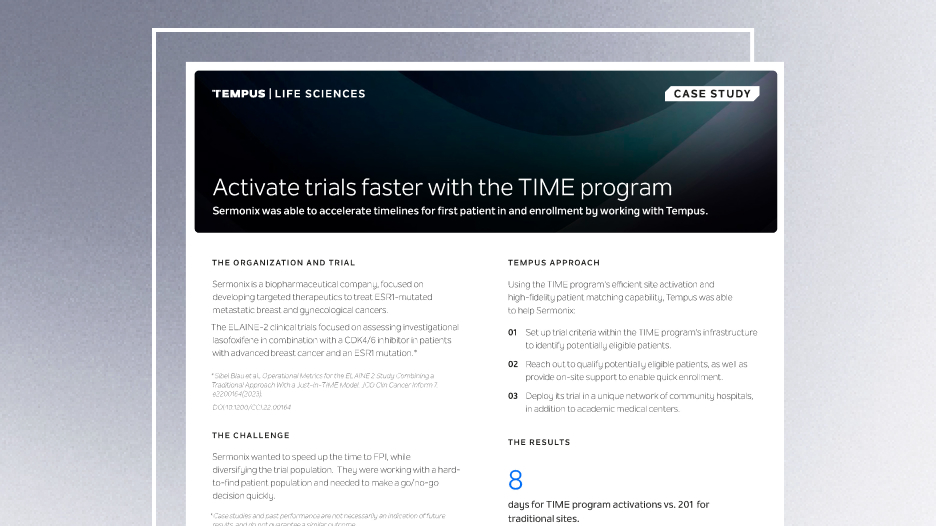 TEMPUS | LIFE SCIENCES
CASE STUDY
Activate trials faster with the TIME program
Sermonix was able to accelerate timelines for first patient in and enrollment by working with Tempus.
THE ORGANIZATION AND TRIAL
Sermonix is a biopharmaceutical company, focused on
developing targeted therapeutics to treat ESR1-mutated
metastatic breast and gynecological cancers.
The ELAINE-2 clinical trials focused on assessing investigational
lasofoxifene in combination with a CDK4/6 inhibitor in patients
with advanced breast cancer and an ESR1 mutation.*
*Sibel Blau et al., Operational Metrics for the ELAINE 2 Study Combining a
Traditional Approach With a Just-in-TIME Model. JCO Clin Cancer Inform 7,
e2200164(2023).
DOI:10.1200/CCI.22.00164
THE CHALLENGE
Sermonix wanted to speed up the time to FPI, while
diversifying the trial population. They were working with a hard-
to-find patient population and needed to make a go/no-go
decision quickly.
*Case studies and past performance are not necessarily an indication of future
results, and do not guarantee a similar outcome.
TEMPUS APPROACH
Using the TIME program's efficient site activation and
high-fidelity patient matching capability, Tempus was able
to help Sermonix:
01 Set up trial criteria within the TIME program's infrastructure
to identify potentially eligible patients.
02 Reach out to qualify potentially eligible patients, as well as
provide on-site support to enable quick enrollment.
03 Deploy its trial in a unique network of community hospitals,
in addition to academic medical centers.
THE RESULTS
8
days for TIME program activations vs. 201 for
traditional sites.